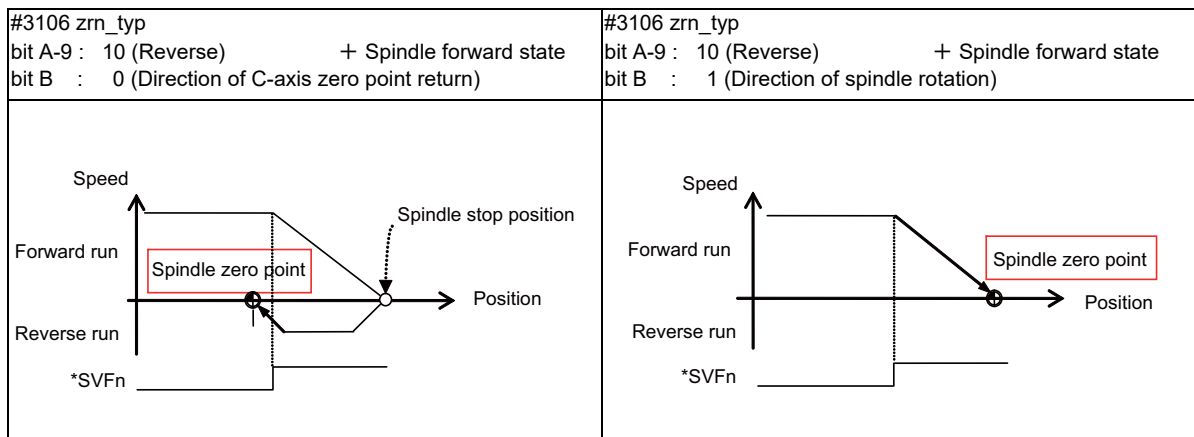 #3106 zrn_typ
bit A-9 : 10 (Reverse) + Spindle forward state
bit B : 0 (Direction of C-axis zero point return)
#3106 zrn_typ
bit A-9 : 10 (Reverse) + Spindle forward state
bit B : 1 (Direction of spindle rotation)
Speed
Spindle stop position
Forward run
Spindle zero point
Position
Reverse run
*SVFn
Speed
Forward run
Spindle zero point
Position
Reverse run
*SVFn